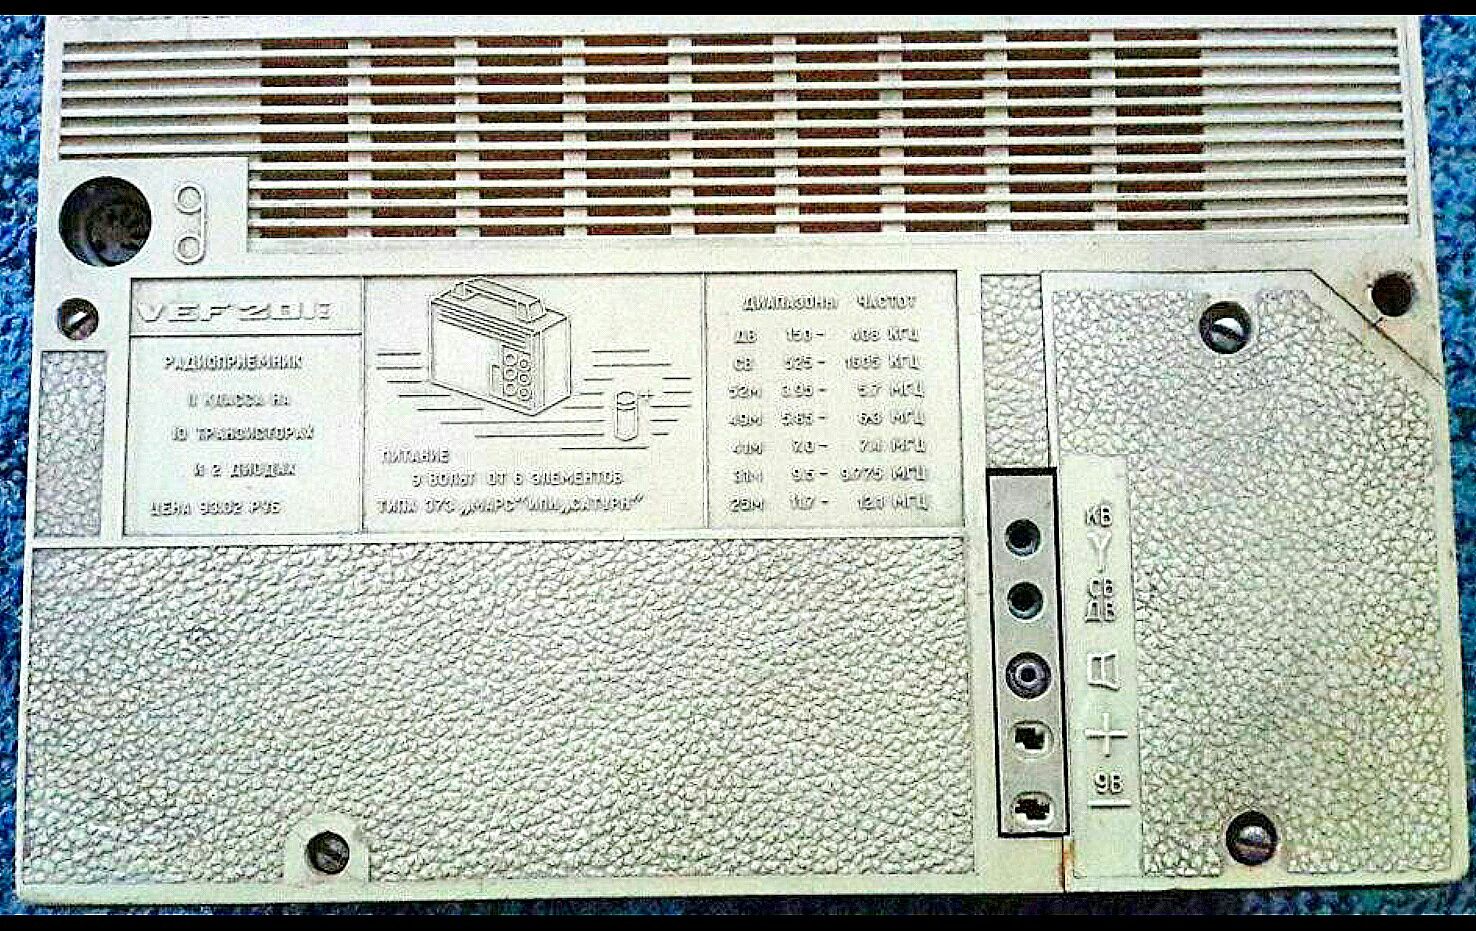 VEF 201
РАДИОПРИЕМНИК
II КЛАССА НА
10 ТРАНЗИСТОРАХ
И 2 ДИОДАХ
ЦЕНА 93.02 РУБ
ПИТАНИЕ
9 ВОЛЬТ ОТ 6 ЭЛЕМЕНТОВ
ТИПА 373 „МАРС" ИЛИ „САТУРН"
ДИАПАЗОНЫ ЧАСТОТ
ДВ 150 - 408 КГЦ
СВ 525 - 1605 КГЦ
52М 3.95 - 5.7 МГЦ
49М 5.85 - 6.3 МГЦ
41М 7.0 - 7.4 МГЦ
31М 9.5 - 9.775 МГЦ
25М 11.7 - 12.1 МГЦ
КВ
СВ
ДВ
+
9В